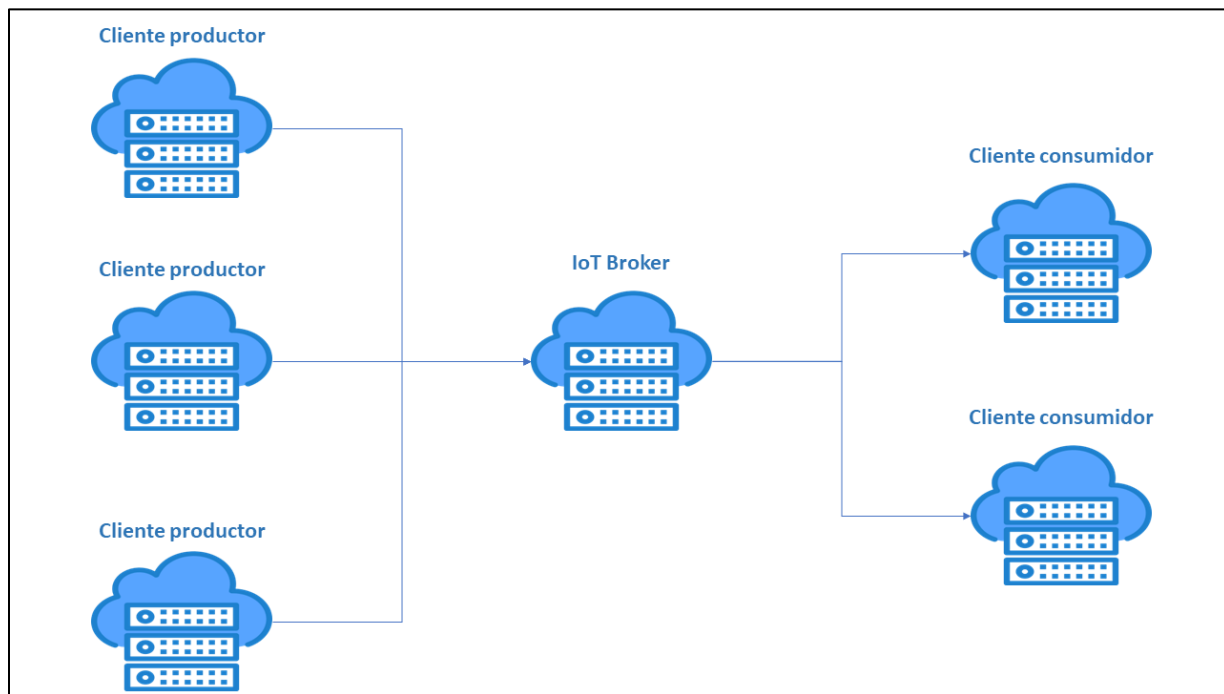 Cliente productor
Cliente consumidor
Cliente productor
IoT Broker
Cliente consumidor
Cliente productor